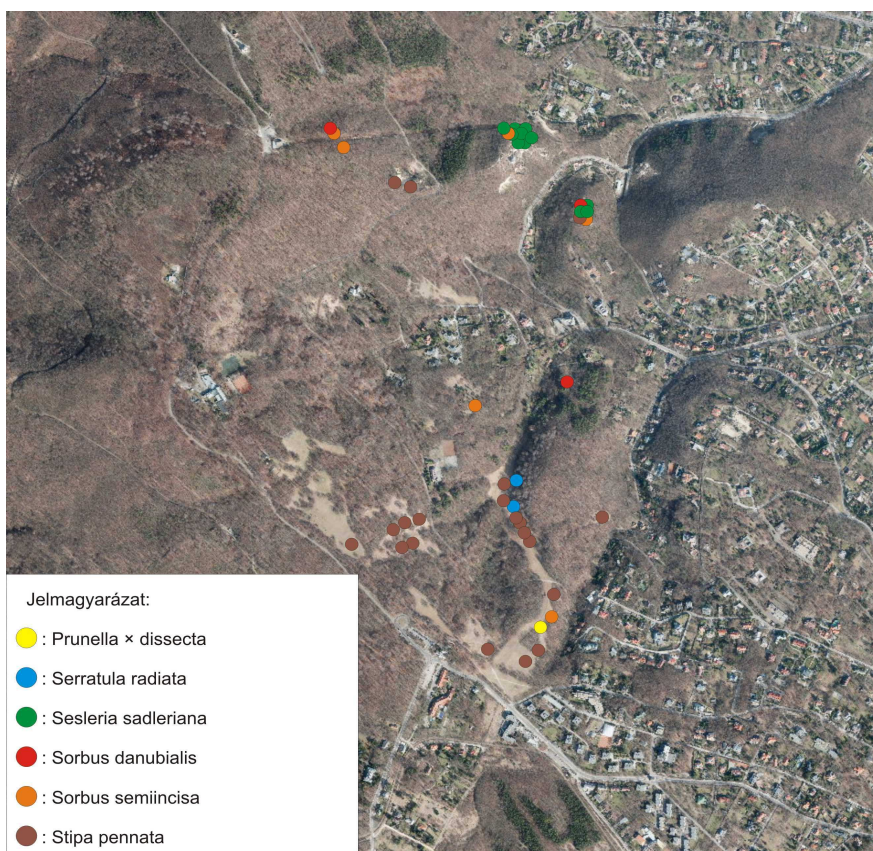 Jelmagyarázat:
: Prunella × dissecta
: Serratula radiata
: Sesleria sadleriana
: Sorbus danubialis
: Sorbus semiincisa
: Stipa pennata